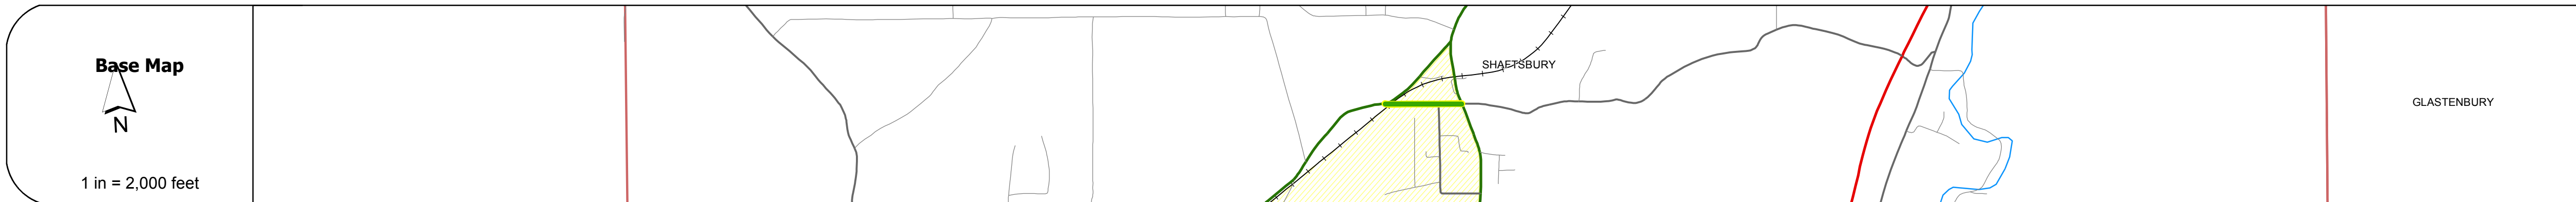 Base Map
N
1 in = 2,000 feet
SHAFTSBURY
GLASTENBURY